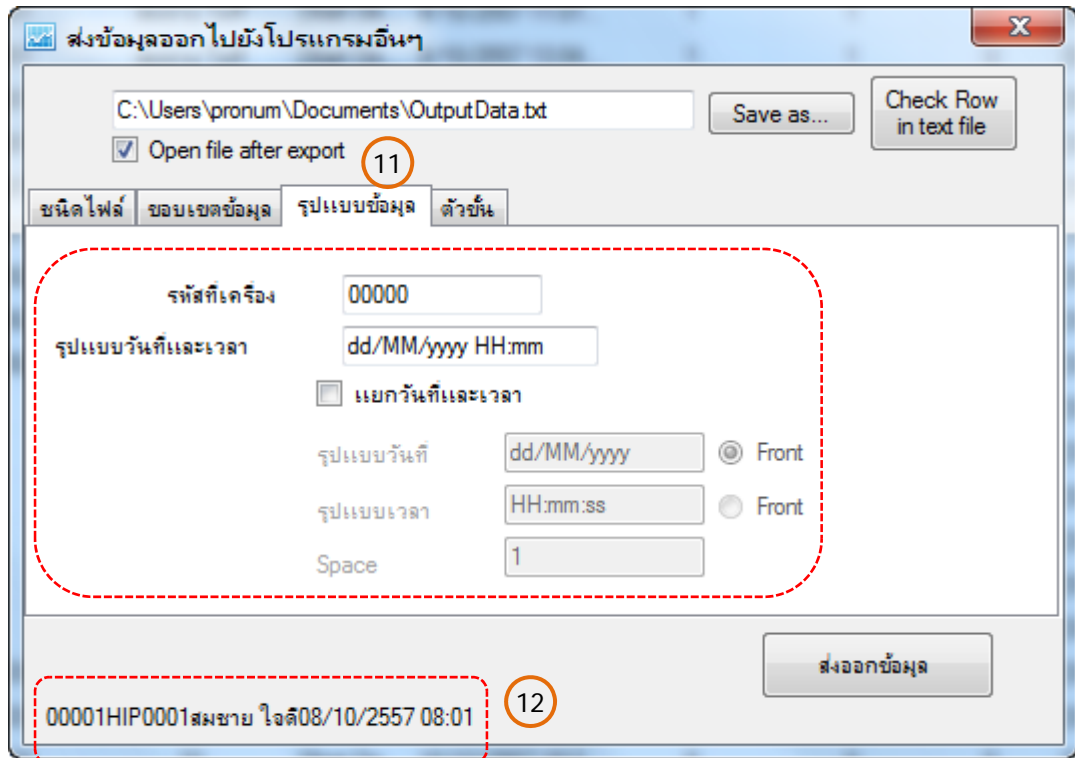 ส่งข้อมูลออกไปยังโปรแกรมอื่นๆ
X
C:\Users\pronum\Documents\OutputData.txt
Save as...
Check Row
in text file
Open file after export
11
ชนิดไฟล์ ขอบเขตข้อมูล รูปแบบข้อมูล ตัวขั้น
รหัสที่เครื่อง 00000
รูปแบบวันที่และเวลา dd/MM/yyyy HH:mm
แยกวันที่และเวลา
รูปแบบวันที่ dd/MM/yyyy Front
รูปแบบเวลา HH:mm:ss Front
Space 1
ส่งออกข้อมูล
00001HIP0001สมชาย ใจดี08/10/2557 08:01
12